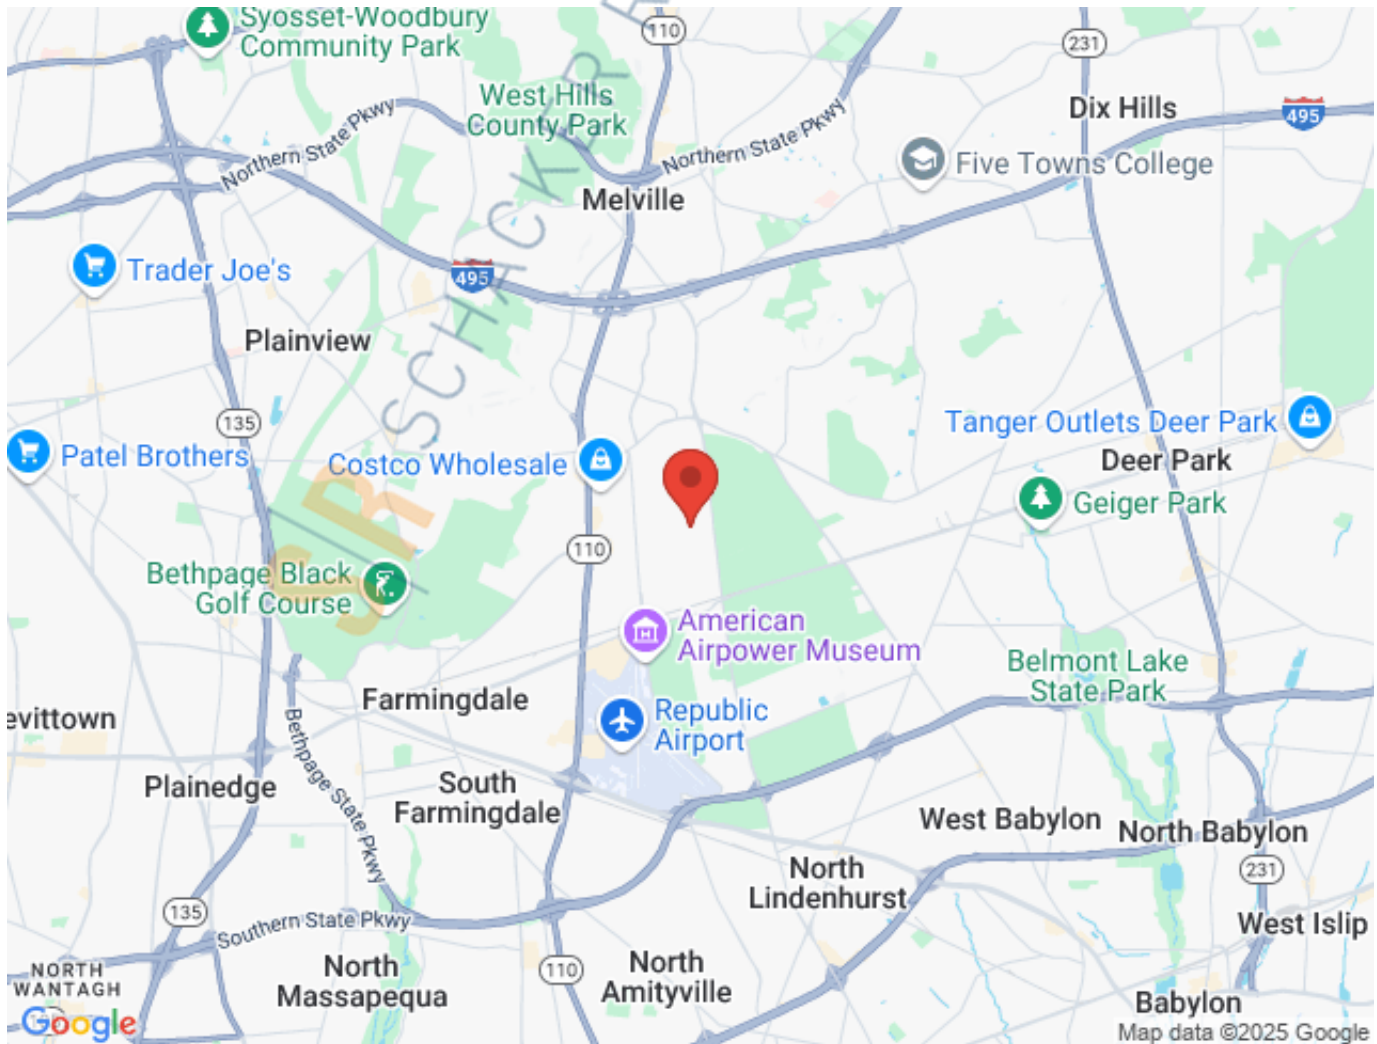 Syosset-Woodbury
Community Park
110
231
West Hills
County Park
Northern State Pkwy
Northern State Pkwy
Dix Hills
495
Five Towns College
Melville
Trader Joe's
495
SCHACKER R
Plainview
135
Tanger Outlets Deer Park
Patel Brothers
Costco Wholesale
Deer Park
Geiger Park
SR
110
Bethpage Black
Golf Course
American
Airpower Museum
Belmont Lake
State Park
Farmingdale
Republic
Airport
evittown
Bethpage State Pkwy
Plainedge
South
Farmingdale
West Babylon
North Babylon
North
Lindenhurst
231
135
Southern State Pkwy
West Islip
NORTH
WANTAGH
North
Massapequa
110
North
Amityville
Babylon
Google
Map data ©2025 Google